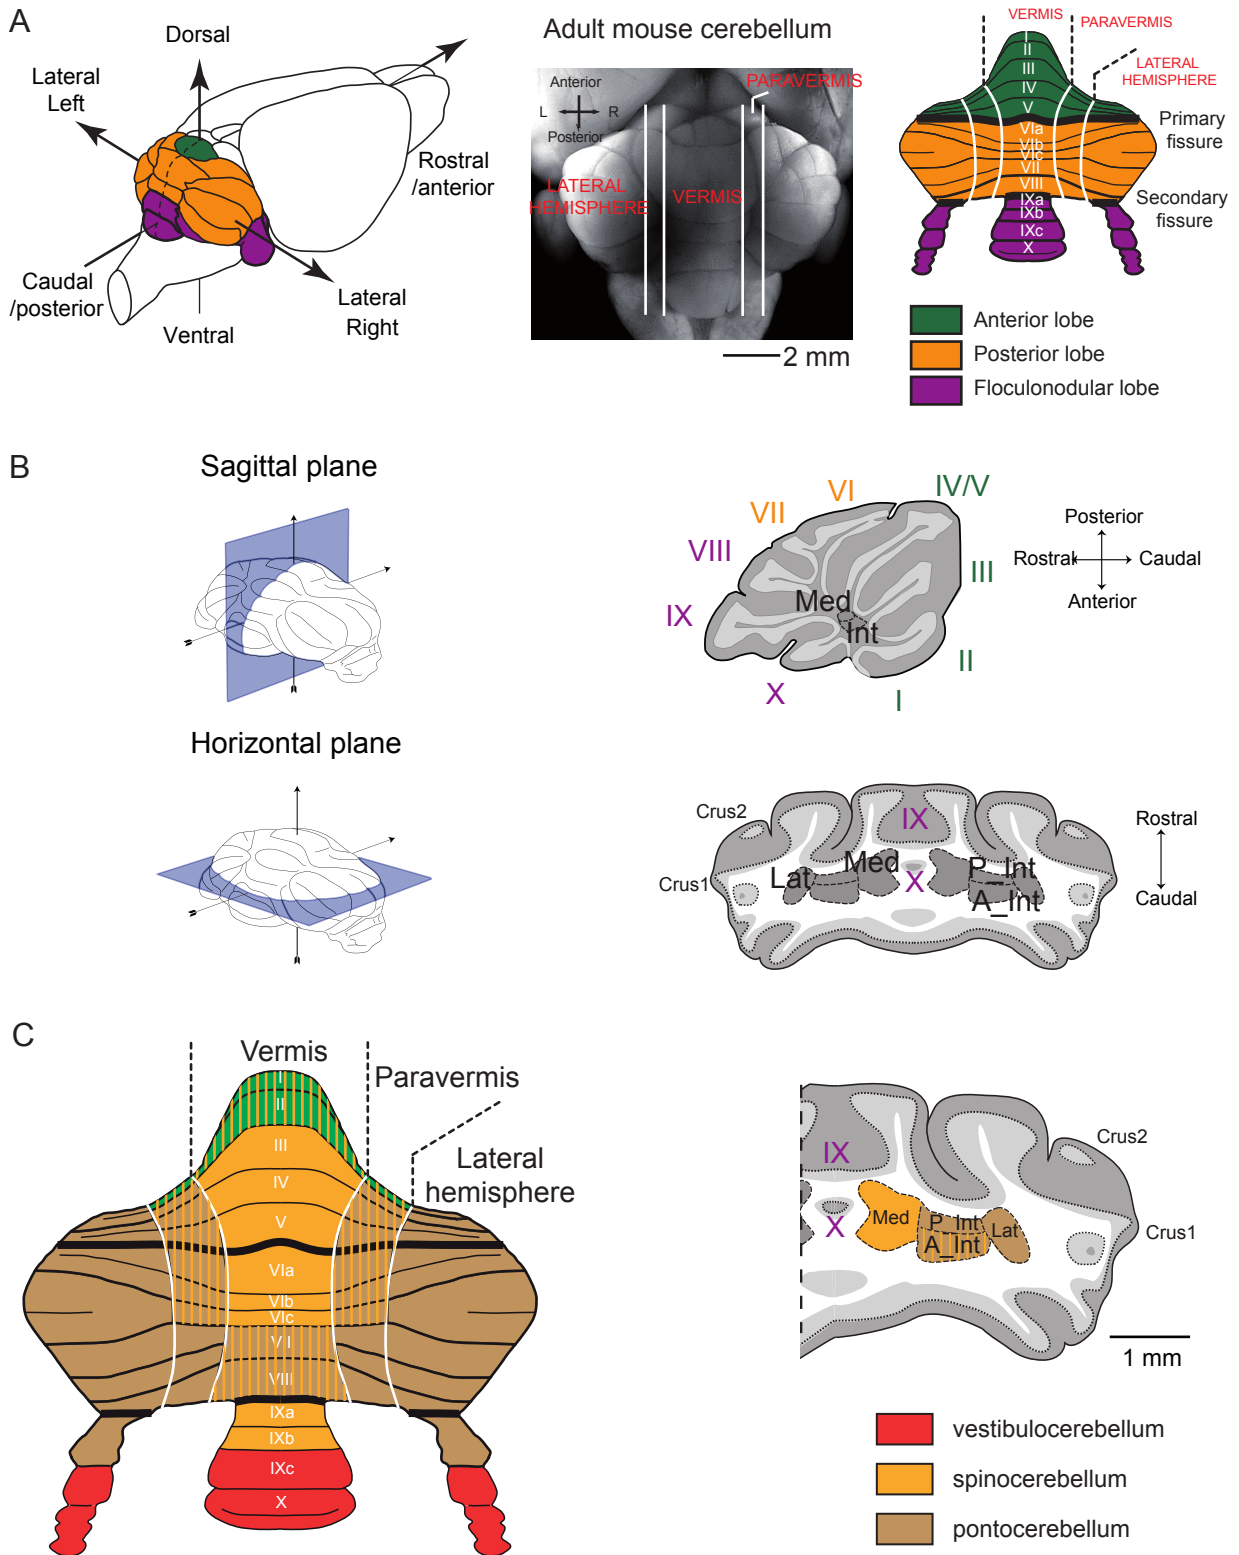 A
Dorsal
Lateral
Left
Rostral
/anterior
Caudal
/posterior
Ventral
Lateral
Right
Adult mouse cerebellum
Anterior
L
R
Posterior
PARAVERMIS
LATERAL
HEMISPHERE
VERMIS
2 mm
VERMIS
PARAVERMIS
LATERAL
HEMISPHERE
I
II
III
IV
V
VIa
VIb
VIc
VII
VIII
IXa
IXb
IXc
X
Primary
fissure
Secondary
fissure
Anterior lobe
Posterior lobe
Floculonodular lobe
B
Sagittal plane
IV/V
VI
VII
VIII
IX
X
I
II
III
Med
Int
Posterior
Rostral
Caudal
Anterior
Horizontal plane
Crus2
Crus1
IX
X
Lat
Med
P_Int
A_Int
Rostral
Caudal
C
Vermis
Paravermis
Lateral
hemisphere
I
II
III
IV
V
VIa
VIb
VIc
V I
VIII
IXa
IXb
IXc
X
IX
X
Med
P_Int
A_Int
Lat
Crus2
Crus1
1 mm
vestibulocerebellum
spinocerebellum
pontocerebellum